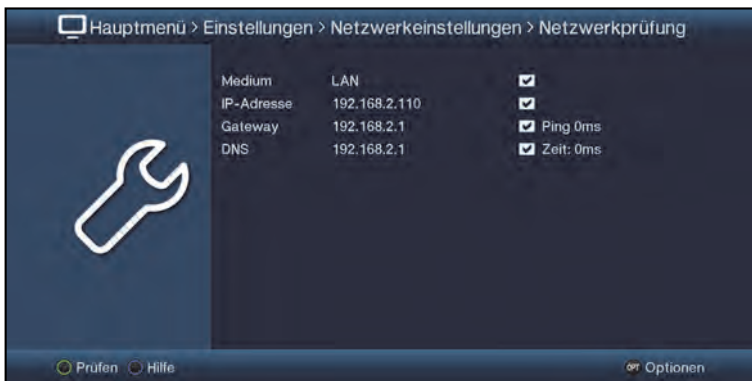 Hauptmenü > Einstellungen > Netzwerkeinstellungen > Netzwerkprüfung
Medium LAN
IP-Adresse 192.168.2.110
Gateway 192.168.2.1 Ping 0ms
DNS 192.168.2.1 Zeit: 0ms
Prüfen Hilfe OPT Optionen